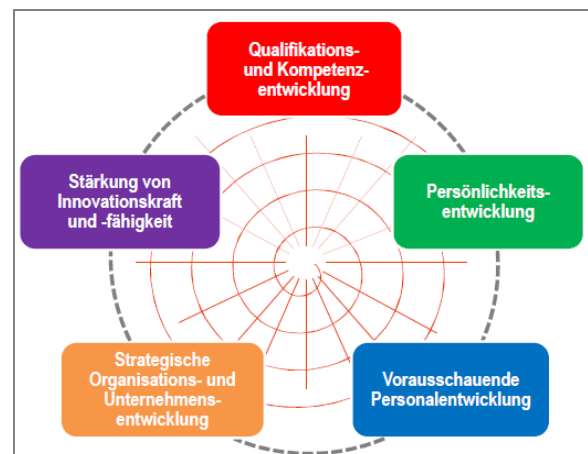 Qualifikations-
und Kompetenz-
entwicklung
Stärkung von
Innovationskraft
und -fähigkeit
Persönlichkeits-
entwicklung
Strategische
Organisations- und
Unternehmens-
entwicklung
Vorausschauende
Personalentwicklung